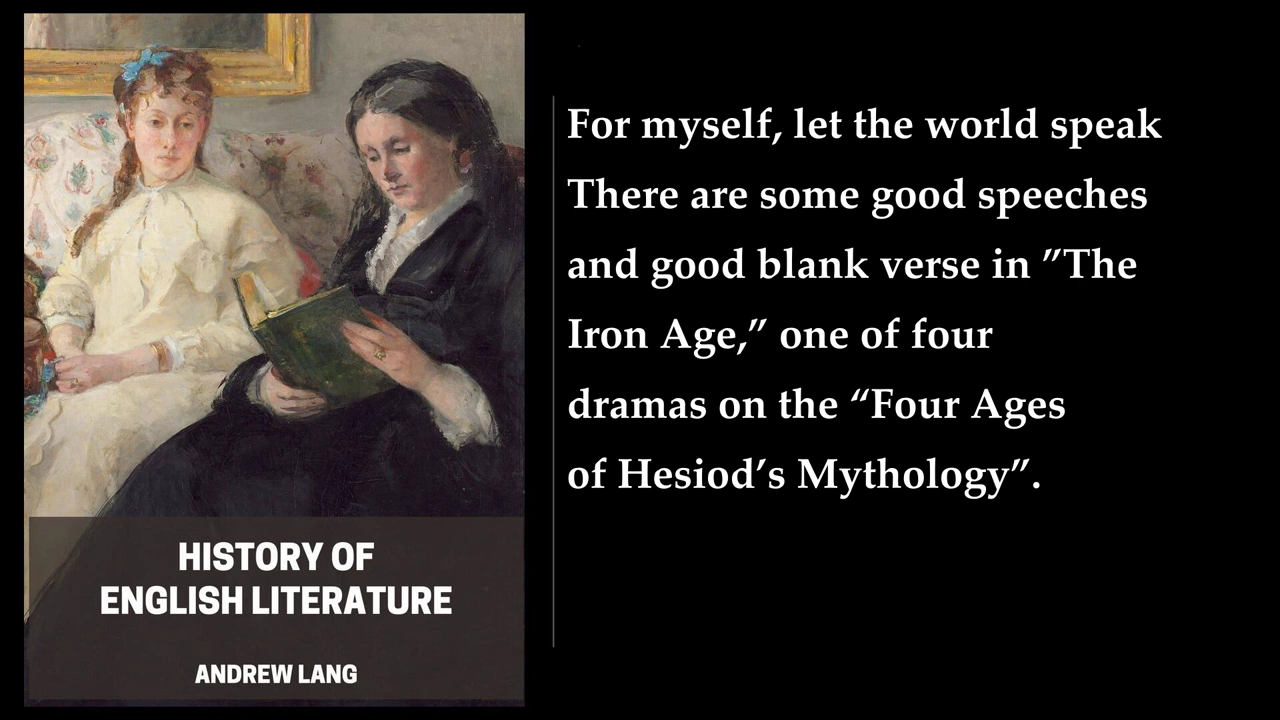 For myself, let the world speak
There are some good speeches
and good blank verse in ”The
Iron Age,” one of four
dramas on the “Four Ages
of Hesiod’s Mythology”.
HISTORY OF
ENGLISH LITERATURE
ANDREW LANG